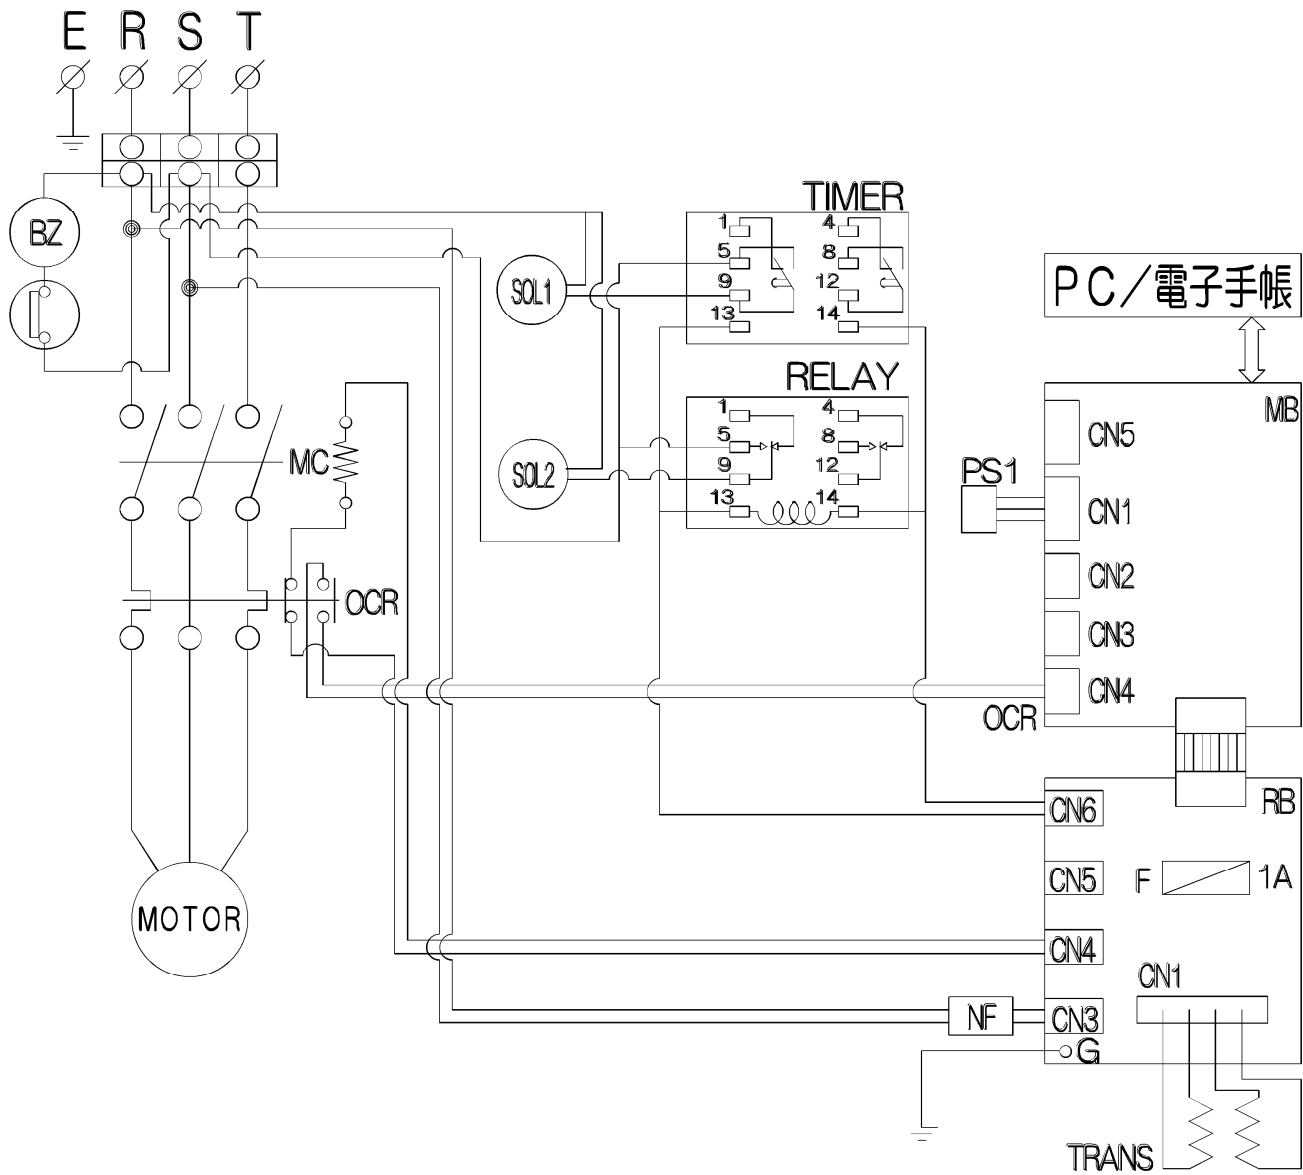 E R S T
BZ
SOL1
SOL2
TIMER
1 4
5 8
9 12
13 14
RELAY
1 4
5 8
9 12
13 14
MC
OCR
MOTOR
PC/電子手帳
MB
CN5
PS1
CN1
CN2
CN3
CN4
OCR
RB
CN6
CN5
F 1A
CN4
CN1
NF
CN3
G
TRANS